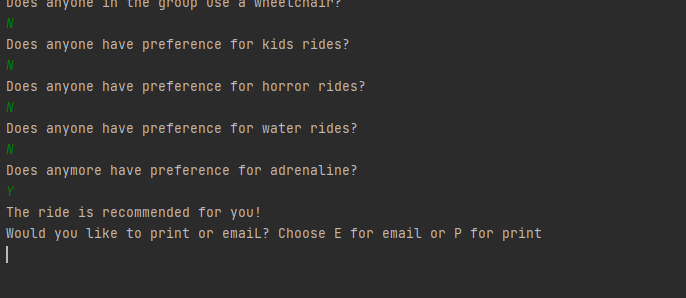 Does anyone in the group use a wheelchair?
N
Does anyone have preference for kids rides?
N
Does anyone have preference for horror rides?
N
Does anyone have preference for water rides?
N
Does anymore have preference for adrenaline?
Y
The ride is recommended for you!
Would you like to print or emaiL? Choose E for email or P for print